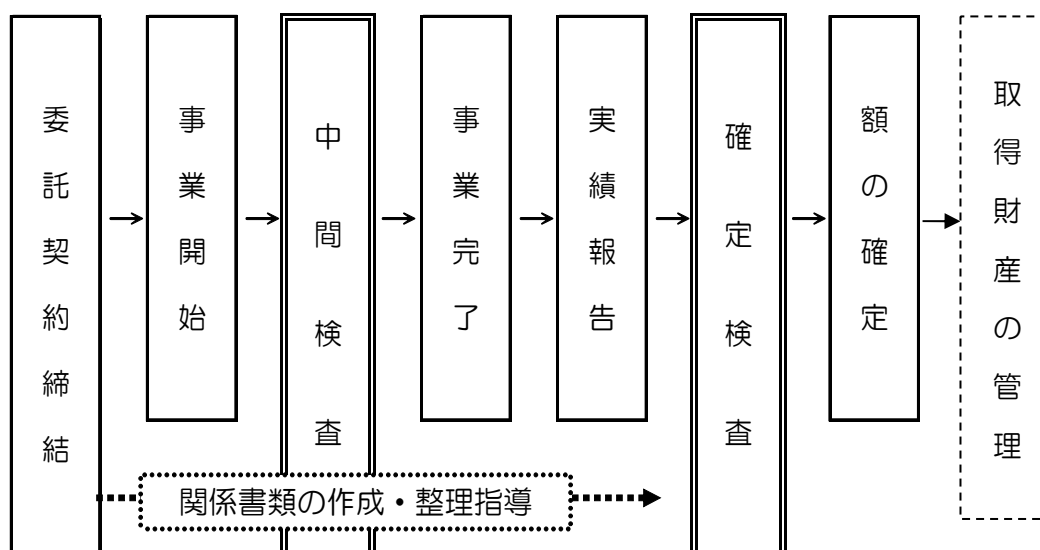 委託契約締結
事業開始
中間検査
事業完了
実績報告
確定検査
額の確定
取得財産の管理
関係書類の作成・整理指導